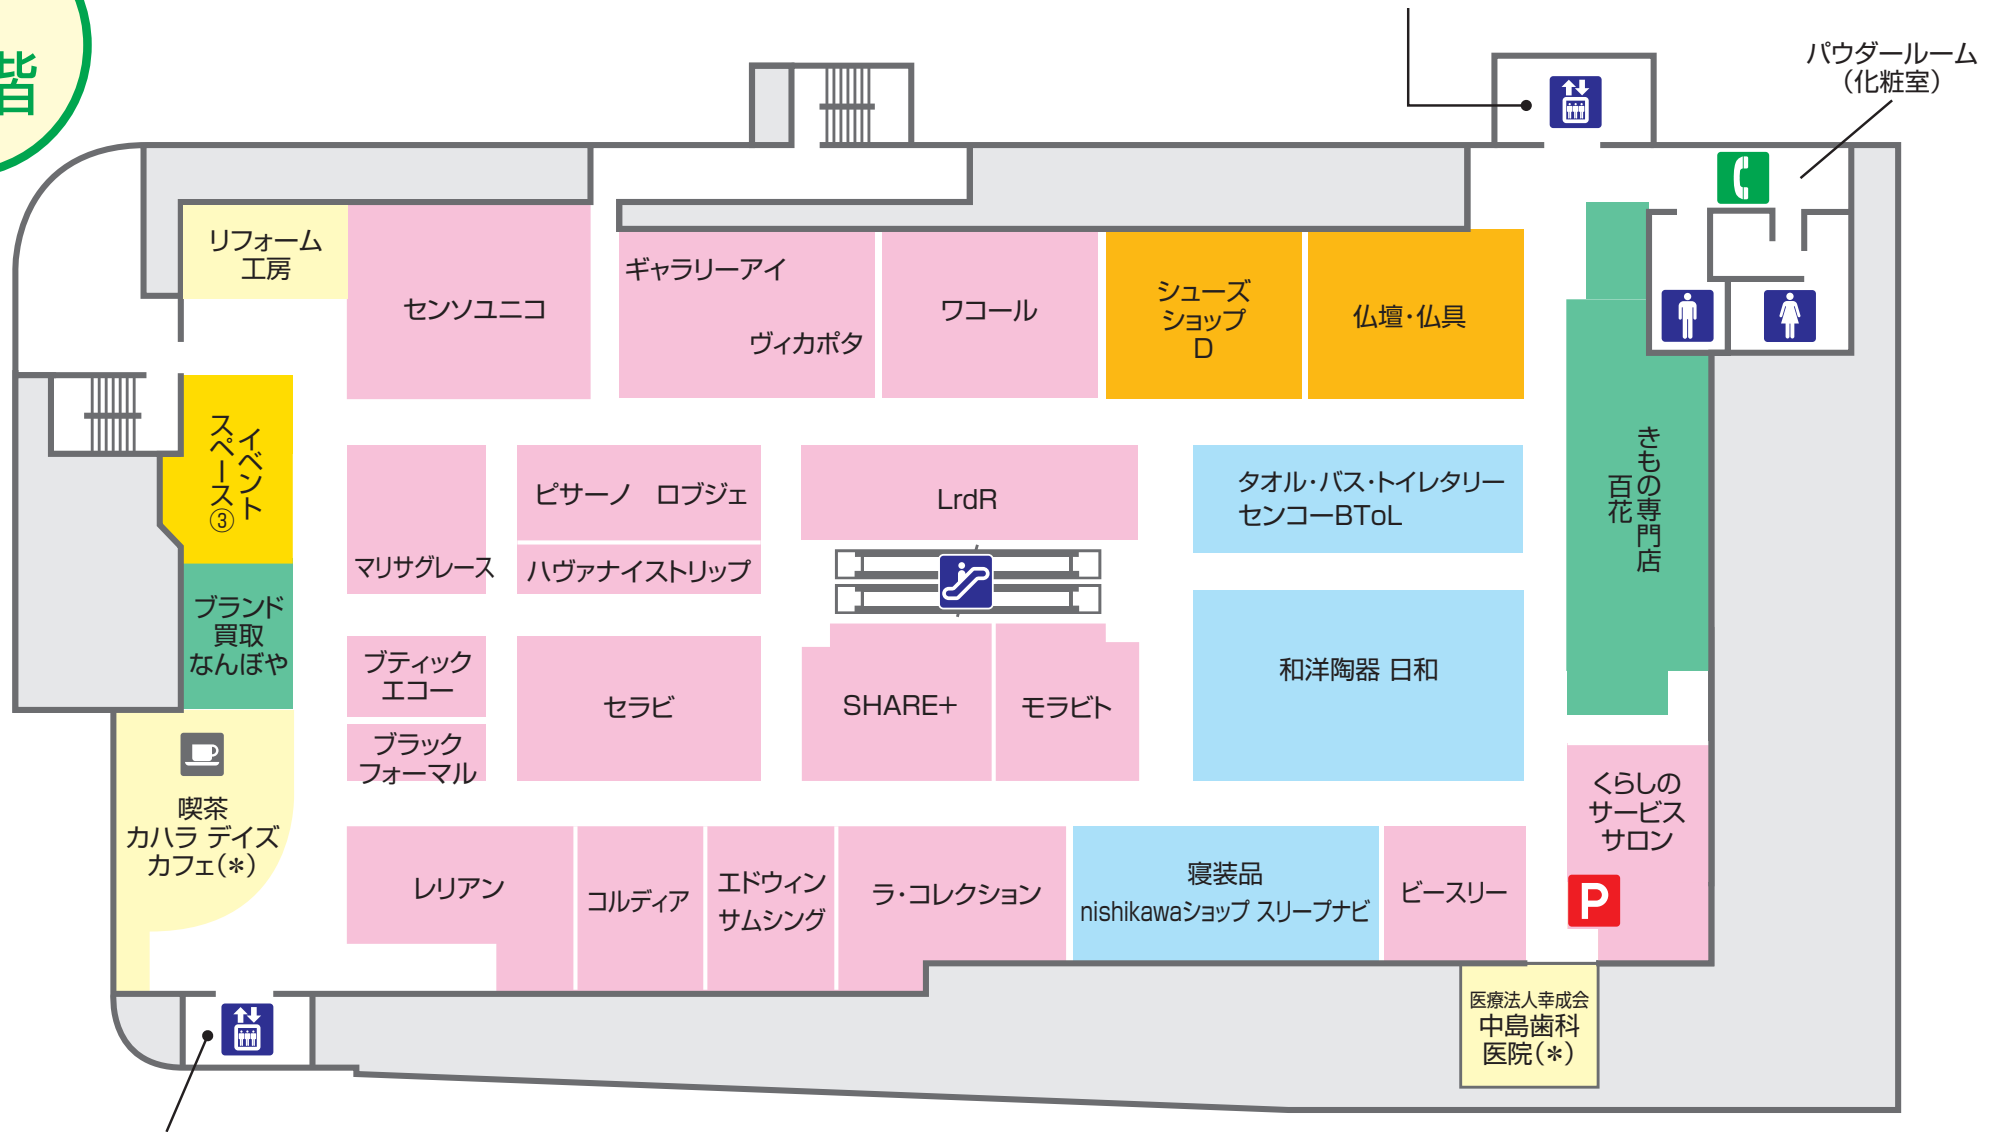 階
パウダールーム
（化粧室）
リフォーム
工房
センソユニコ
ギャラリーアイ
ヴィカポタ
ワコール
シューズ
ショップ
D
仏壇・仏具
イベント
スペース③
マリサグレース
ピサーノ　ロブジェ
ハヴァナイストリップ
LrdR
タオル・バス・トイレタリー
センコーBToL
きもの専門店
百花
ブランド
買取
なんぼや
ブティック
エコー
ブラック
フォーマル
セラビ
SHARE+
モラビト
和洋陶器 日和
喫茶
カハラ デイズ
カフェ(＊)
くらしの
サービス
サロン
P
レリアン
コルディア
エドウィン
サムシング
ラ・コレクション
寝装品
nishikawaショップ スリープナビ
ビースリー
医療法人幸成会
中島歯科
医院(＊)